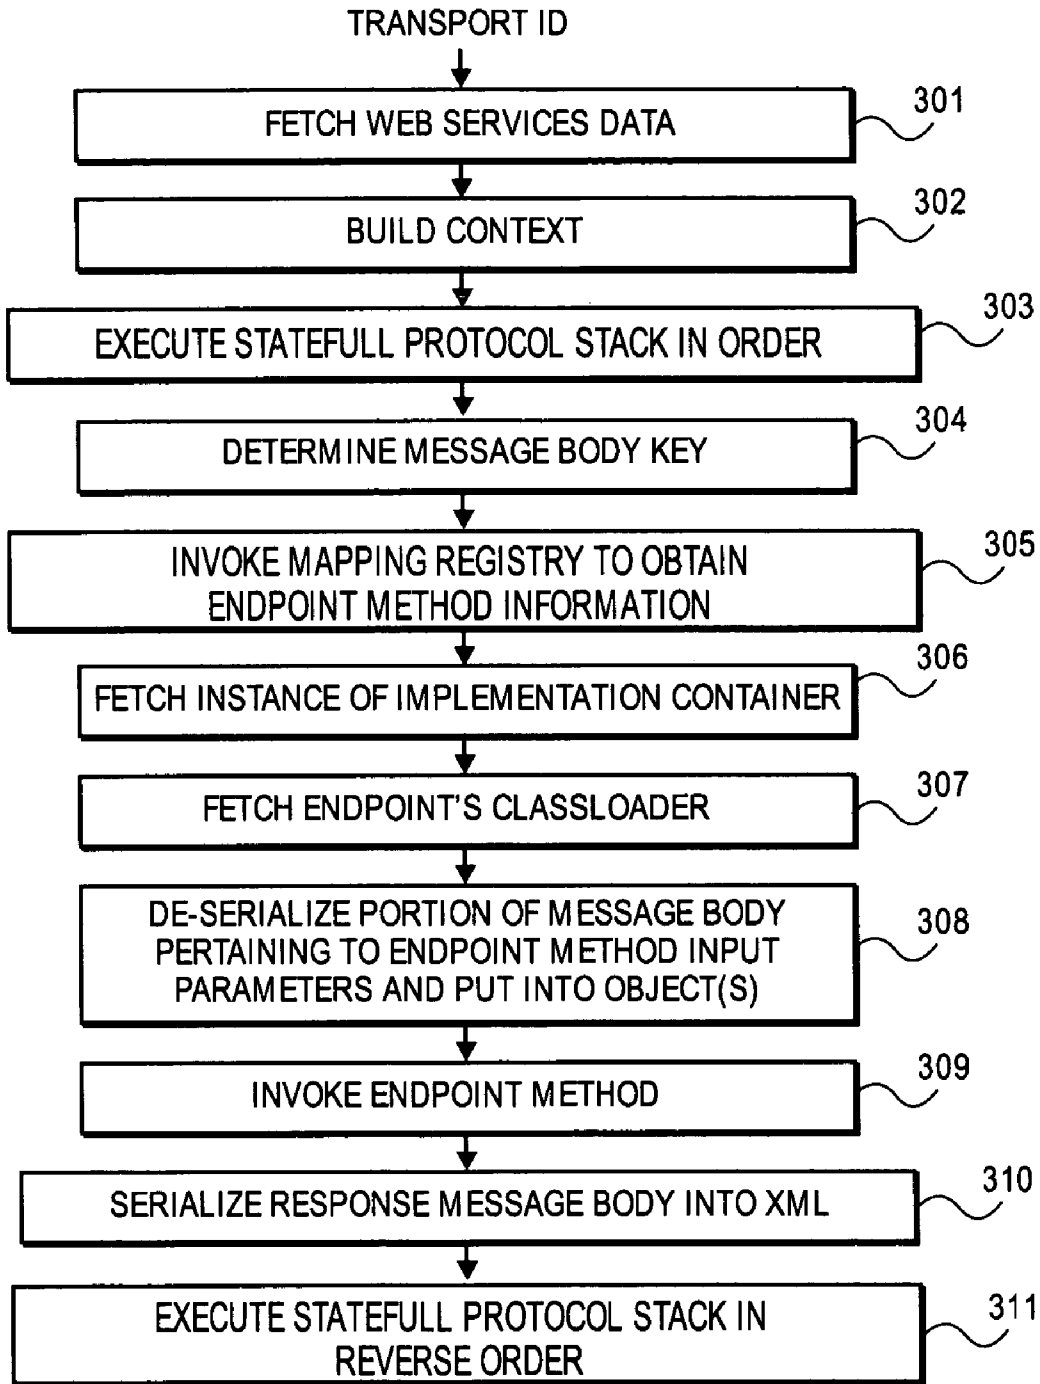 TRANSPORT ID
FETCH WEB SERVICES DATA
301
BUILD CONTEXT
302
EXECUTE STATEFULL PROTOCOL STACK IN ORDER
303
DETERMINE MESSAGE BODY KEY
304
INVOKE MAPPING REGISTRY TO OBTAIN
ENDPOINT METHOD INFORMATION
305
FETCH INSTANCE OF IMPLEMENTATION CONTAINER
306
FETCH ENDPOINT'S CLASSLOADER
307
DE-SERIALIZE PORTION OF MESSAGE BODY
PERTAINING TO ENDPOINT METHOD INPUT
PARAMETERS AND PUT INTO OBJECT(S)
308
INVOKE ENDPOINT METHOD
309
SERIALIZE RESPONSE MESSAGE BODY INTO XML
310
EXECUTE STATEFULL PROTOCOL STACK IN
REVERSE ORDER
311